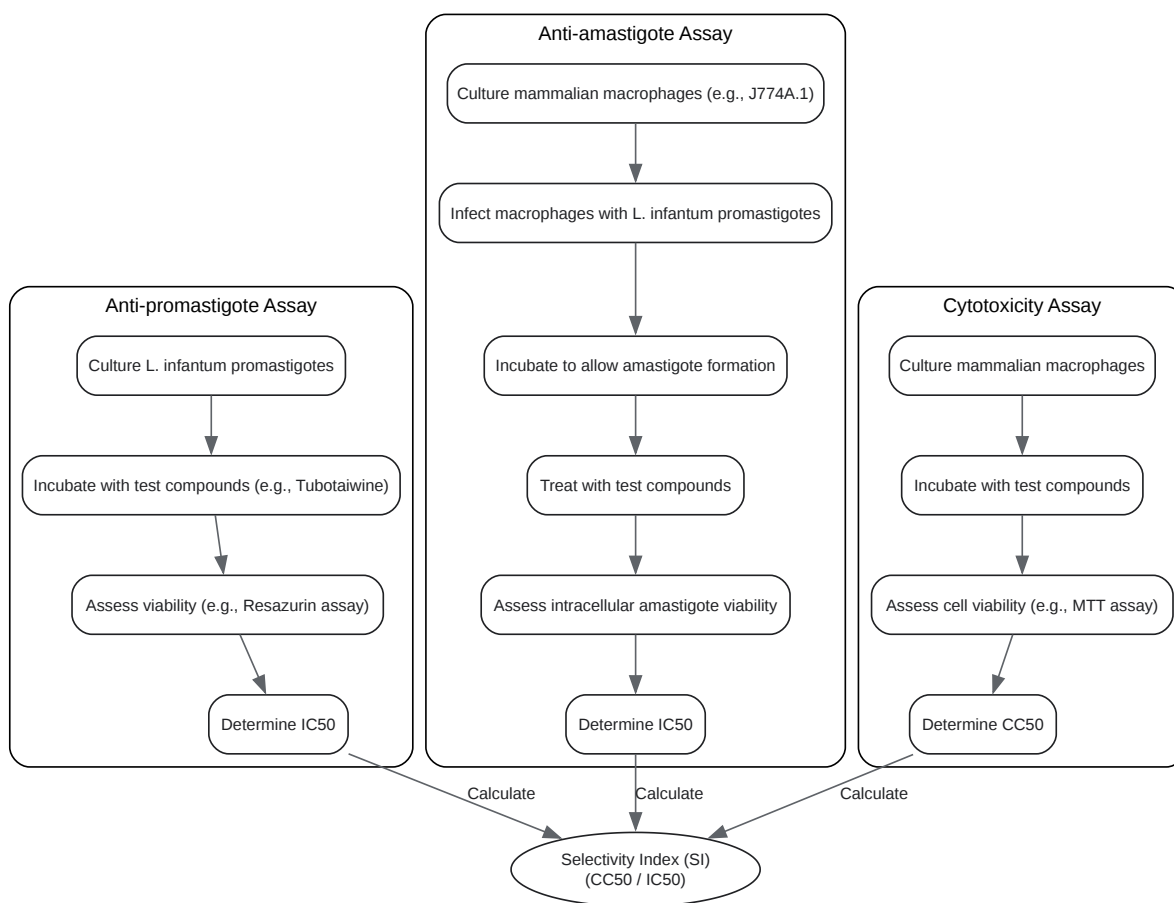 Anti-amastigote Assay
Culture mammalian macrophages (e.g., J774A.1)
Infect macrophages with L. infantum promastigotes
Incubate to allow amastigote formation
Treat with test compounds
Assess intracellular amastigote viability
Determine IC50
Calculate
Anti-promastigote Assay
Culture L. infantum promastigotes
Incubate with test compounds (e.g., Tubotaiwine)
Assess viability (e.g., Resazurin assay)
Determine IC50
Calculate
Cytotoxicity Assay
Culture mammalian macrophages
Incubate with test compounds
Assess cell viability (e.g., MTT assay)
Determine CC50
Calculate
Selectivity Index (SI)
(CC50 / IC50)